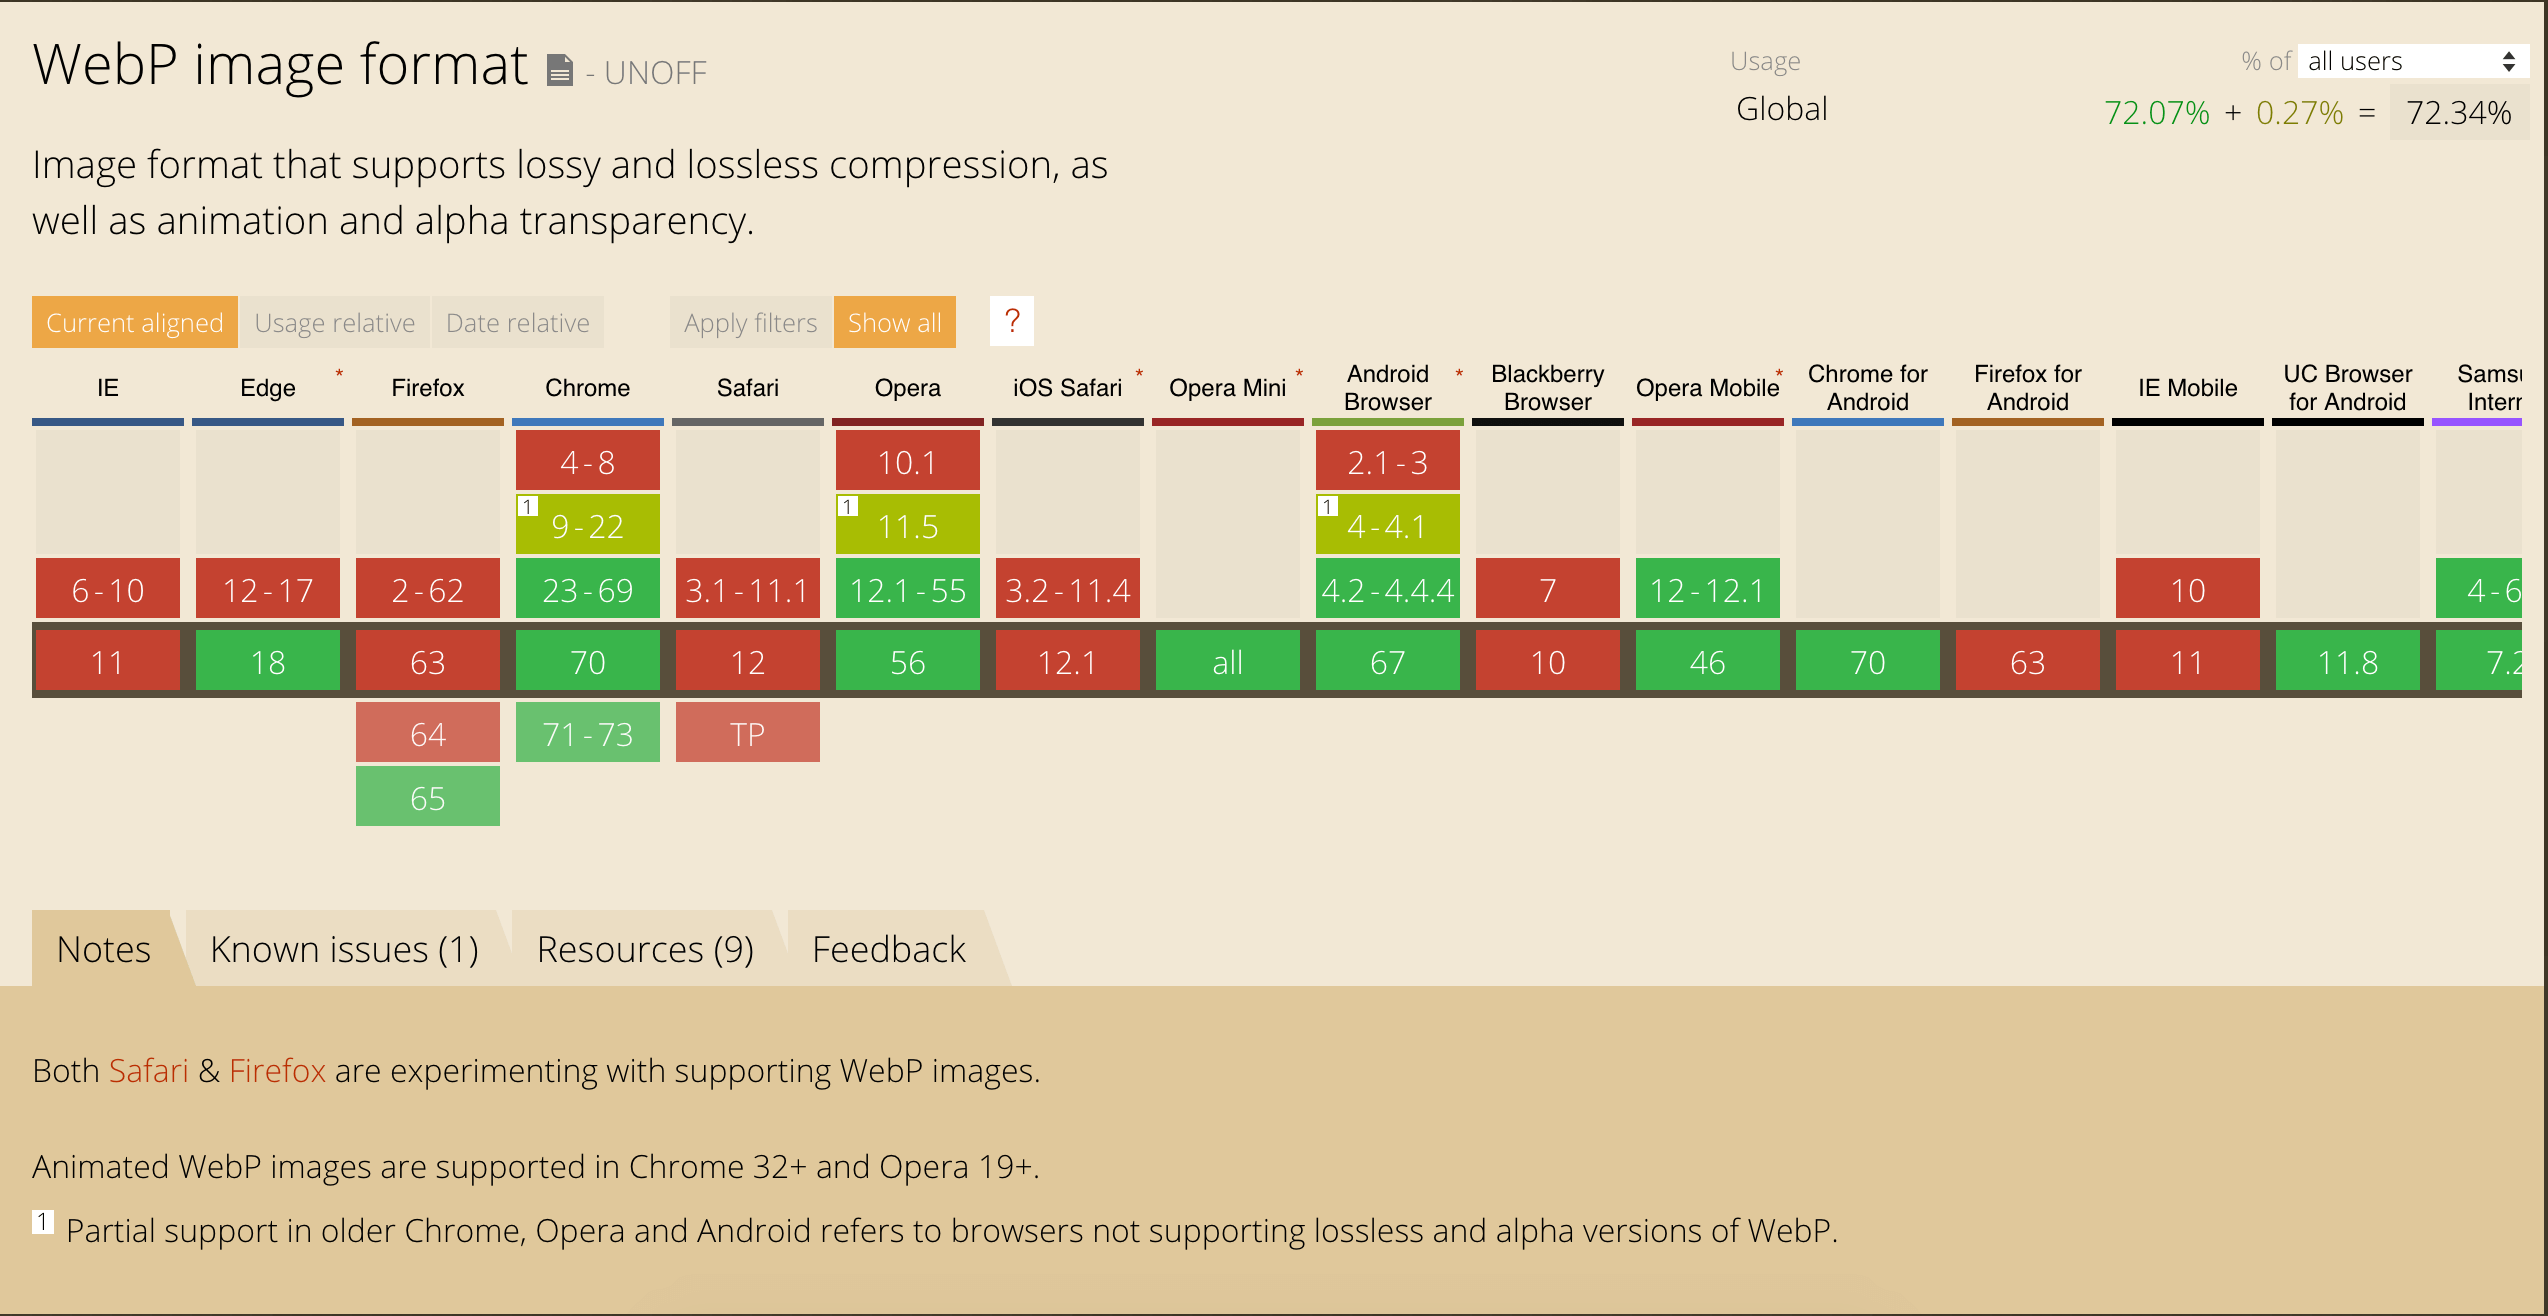 WebP image format - UNOFF
Usage % of all users
Global 72.07% + 0.27% = 72.34%
Image format that supports lossy and lossless compression, as
well as animation and alpha transparency.
Current aligned Usage relative Date relative Apply filters Show all ?
IE Edge * Firefox Chrome Safari Opera iOS Safari * Opera Mini * Android Browser * Blackberry Browser Opera Mobile * Chrome for Android Firefox for Android IE Mobile UC Browser for Android
4-8 10.1 2.1-3
1 9-22 1 11.5 1 4-4.1
6-10 12-17 2-62 23-69 3.1-11.1 12.1-55 3.2-11.4 4.2-4.4.4 7 12-12.1 10 4-6
11 18 63 70 12 56 12.1 all 67 10 46 70 63 11 11.8 7.2
64 71-73 TP
65
Notes Known issues (1) Resources (9) Feedback
Both Safari & Firefox are experimenting with supporting WebP images.
Animated WebP images are supported in Chrome 32+ and Opera 19+.
1 Partial support in older Chrome, Opera and Android refers to browsers not supporting lossless and alpha versions of WebP.